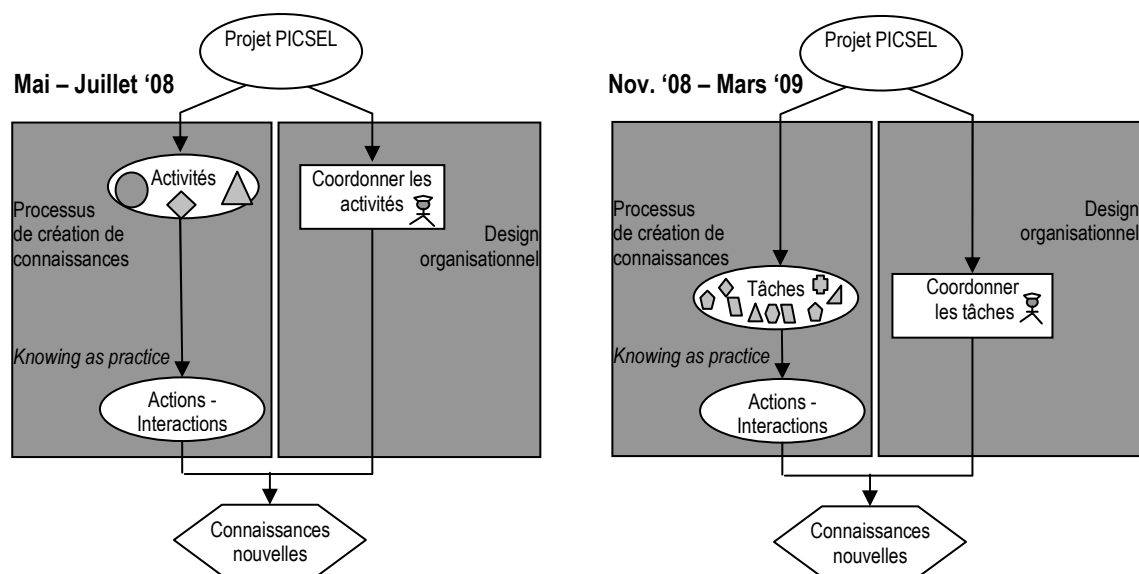 Projet PICSEL
Mai – Juillet ‘08
Activités
Coordonner les
activités
Processus
de création de
connaissances
Design
organisationnel
Knowing as practice
Actions -
Interactions
Connaissances
nouvelles
Projet PICSEL
Nov. ‘08 – Mars ‘09
Processus
de création de
connaissances
Design
organisationnel
Tâches
Coordonner
les tâches
Knowing as practice
Actions -
Interactions
Connaissances
nouvelles